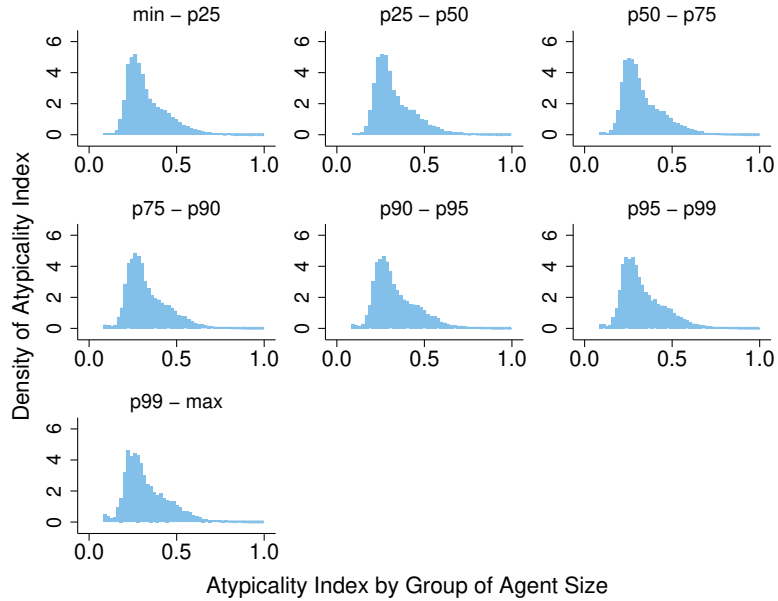 min − p25
p25 − p50
p50 − p75
6
4
2
0
0.0 0.5 1.0
6
4
2
0
0.0 0.5 1.0
6
4
2
0
0.0 0.5 1.0
p75 − p90
p90 − p95
p95 − p99
6
4
2
0
0.0 0.5 1.0
6
4
2
0
0.0 0.5 1.0
6
4
2
0
0.0 0.5 1.0
p99 − max
6
4
2
0
0.0 0.5 1.0
Density of Atypicality Index
Atypicality Index by Group of Agent Size